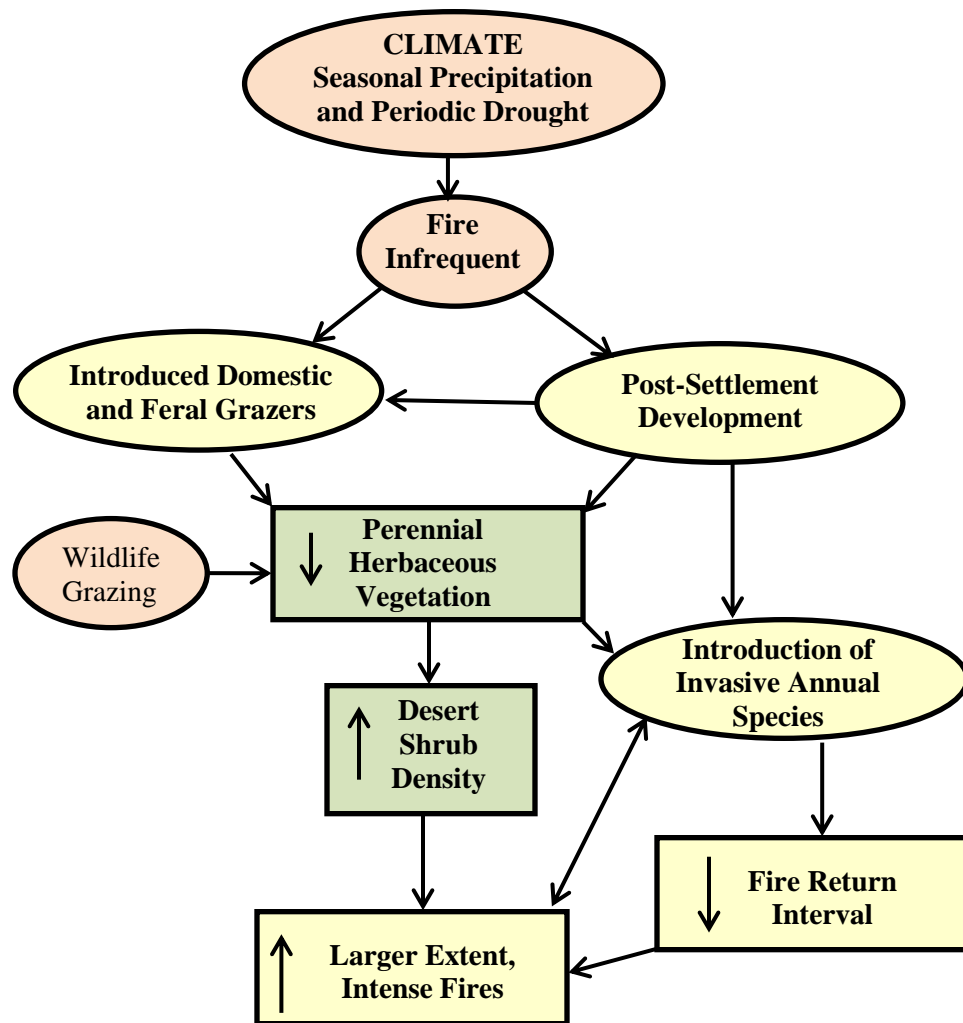 CLIMATE
Seasonal Precipitation
and Periodic Drought
Fire
Infrequent
Introduced Domestic
and Feral Grazers
Post-Settlement
Development
Perennial
Herbaceous
Vegetation
Wildlife
Grazing
Introduction of
Invasive Annual
Species
Desert
Shrub
Density
Fire Return
Interval
Larger Extent,
Intense Fires